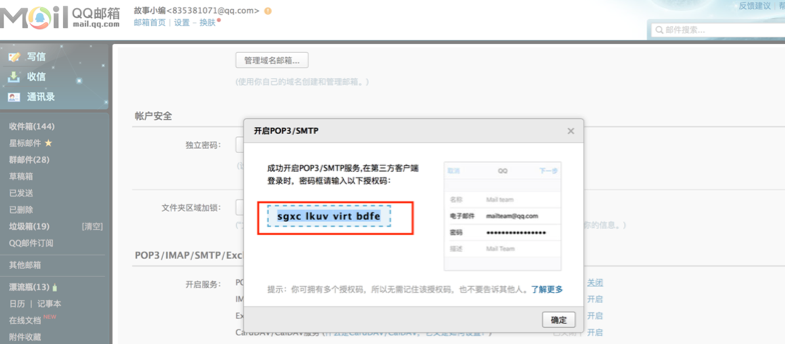 Mail QQ邮箱
mail.qq.com
故事小编<835381071@qq.com>
邮箱首页 | 设置 - 换肤
反馈建议
邮件搜索...
写信
收信
通讯录
收件箱(144)
星标邮件
群邮件(28)
草稿箱
已发送
已删除
垃圾箱(19) [清空]
QQ邮件订阅
其他邮箱
漂流瓶(13)
日历 | 记事本
在线文档 NEW
附件收藏
管理域名邮箱...
(使用你自己的域名创建和管理邮箱。)
帐户安全
独立密码：
文件夹区域加锁：
的信息。)
POP3/IMAP/SMTP/Exc
开启服务：
PO
关闭
IM
开启
Ex
开启
开启
开启POP3/SMTP
成功开启POP3/SMTP服务,在第三方客户端
登录时，密码框请输入以下授权码：
sgxc lkuv virt bdfe
取消 QQ 下一步
名称 Mail team
电子邮件 mailteam@qq.com
密码 ••••••••••••••••
描述 Mail Team
提示：你可拥有多个授权码，所以无需记住该授权码，也不要告诉其他人。了解更多
确定